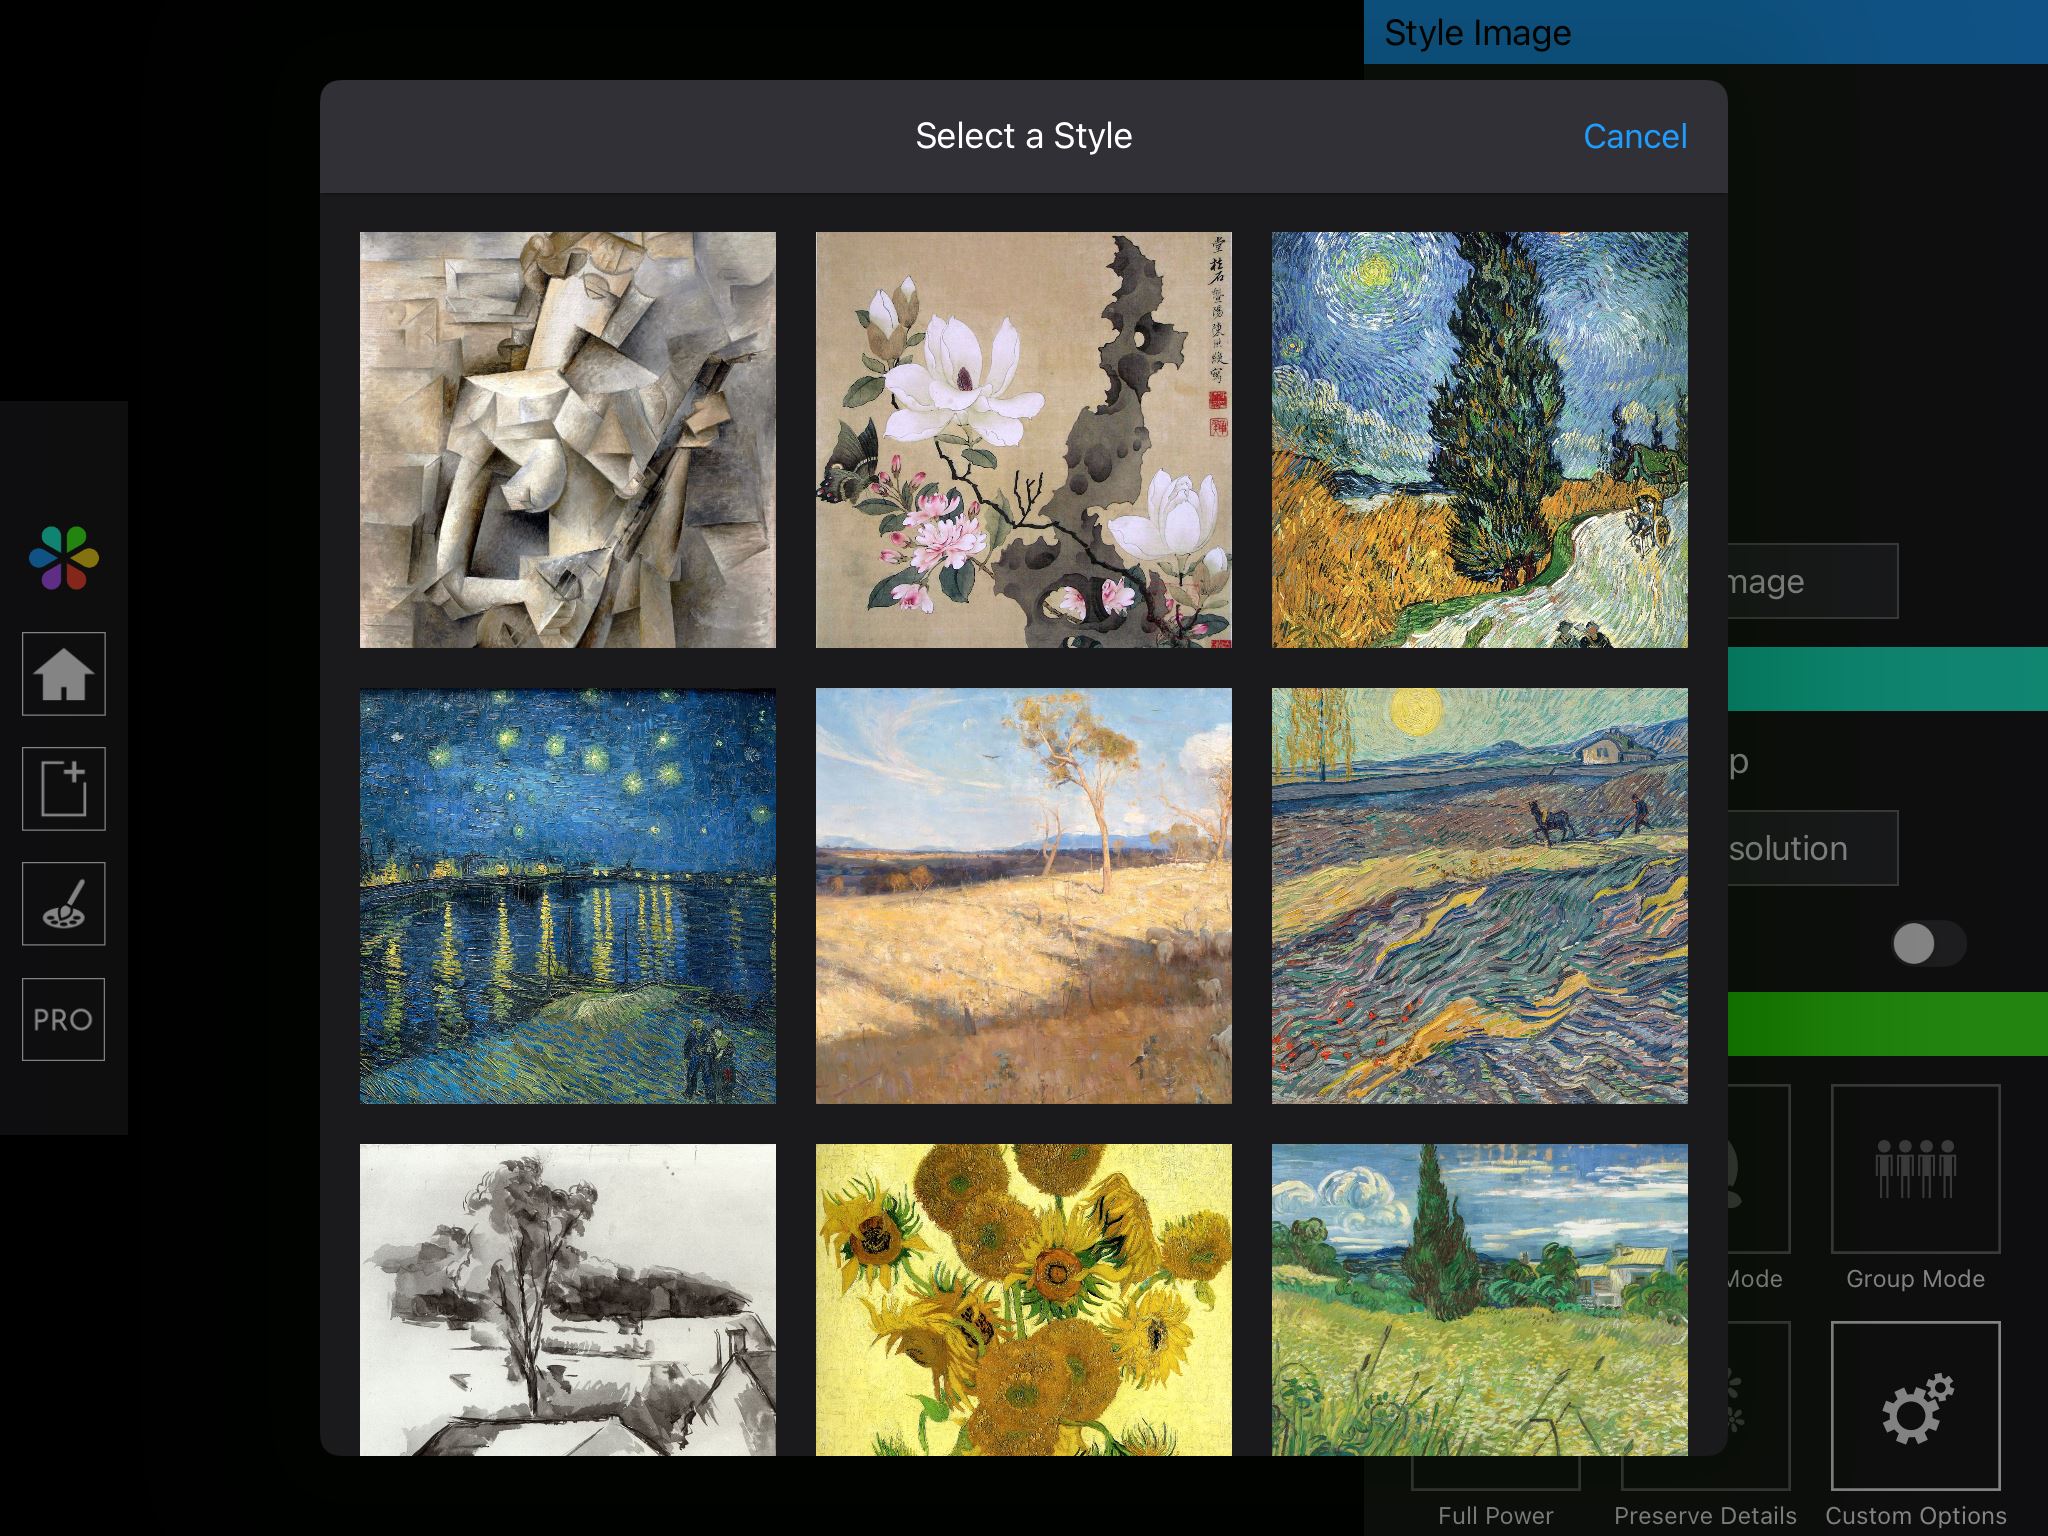 Style Image
Select a Style
Cancel
mage
p
solution
PRO
Mode
Group Mode
Full Power
Preserve Details
Custom Options